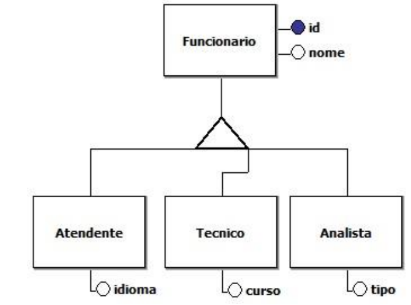 Funcionario
id
nome
Atendente
Tecnico
Analista
idioma
curso
tipo